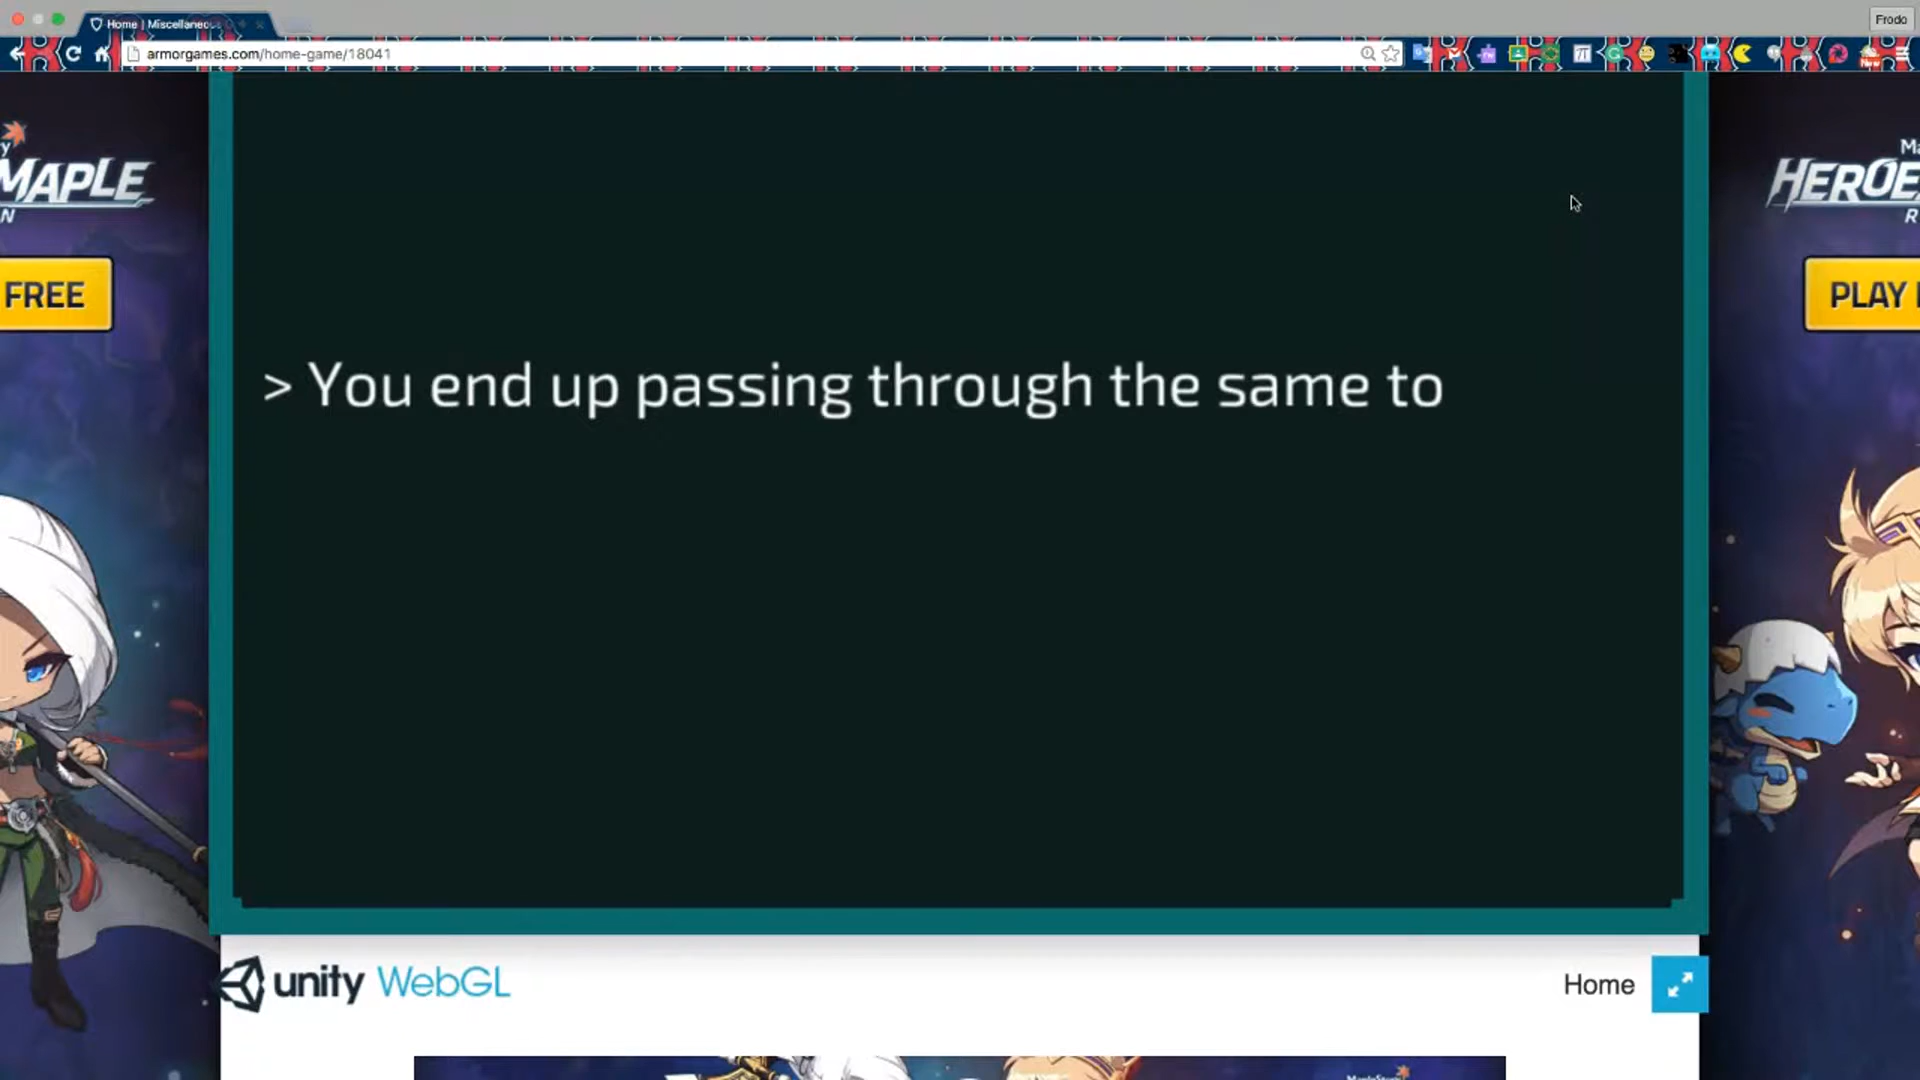 Home | Miscellaneous
Frodo
armorgames.com/home-game/18041
New
MAPLE
HEROE
FREE
PLAY
> You end up passing through the same to
unity WebGL
Home